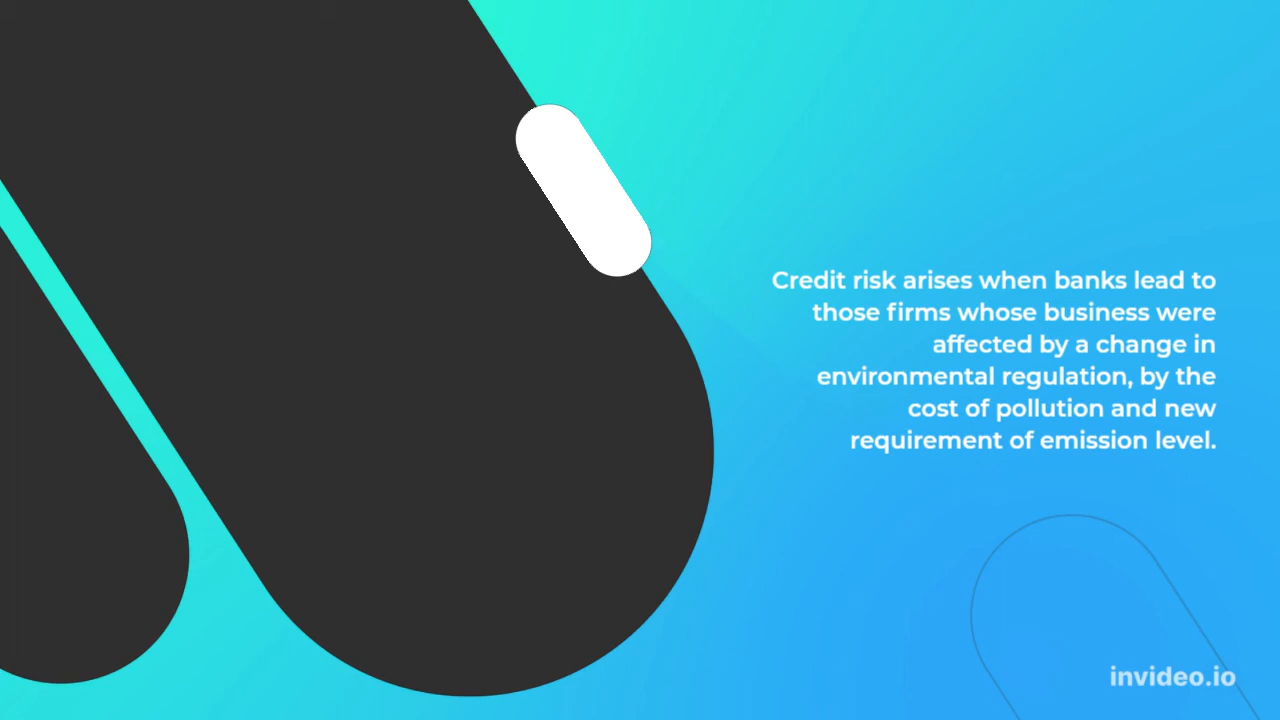 Credit risk arises when banks lead to
those firms whose business were
affected by a change in
environmental regulation, by the
cost of pollution and new
requirement of emission level.
invideo.io